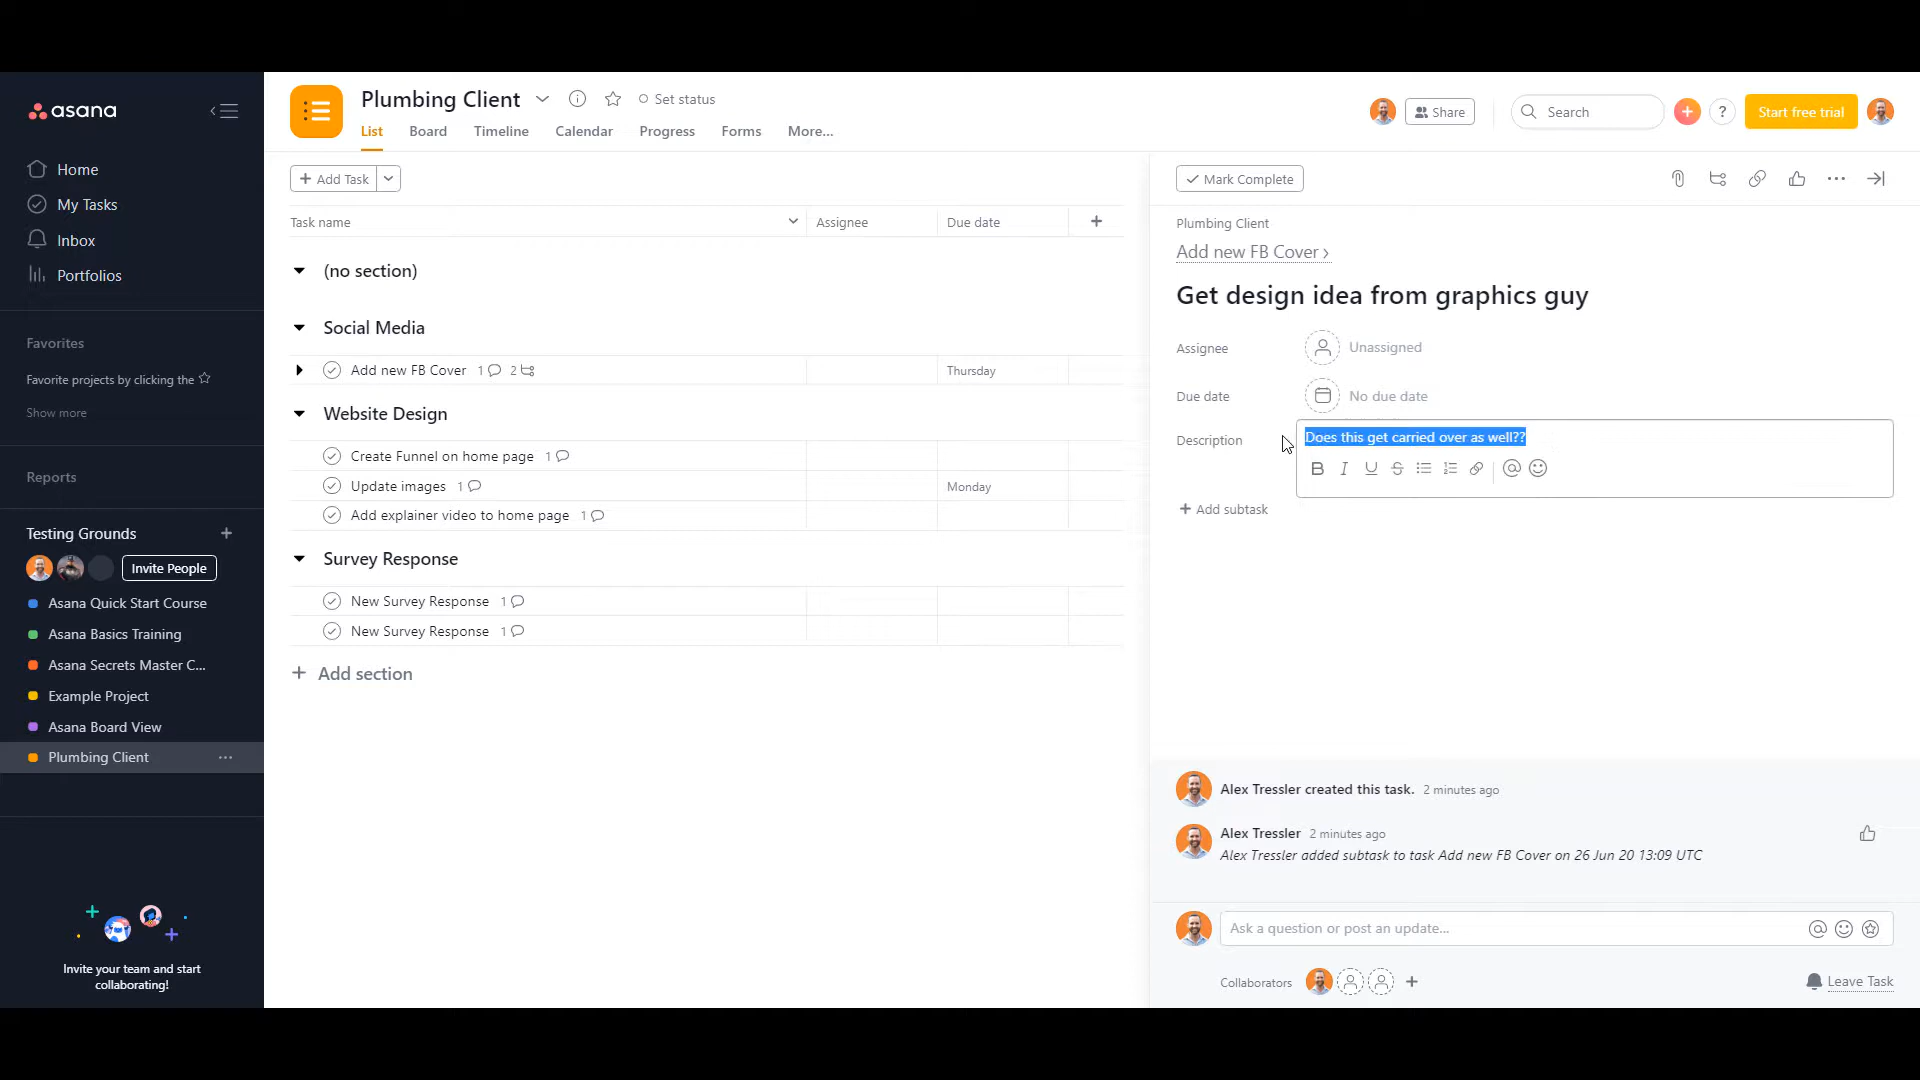 asana
Home
My Tasks
Inbox
Portfolios
Favorites
Favorite projects by clicking the
Show more
Reports
Testing Grounds
Invite People
Asana Quick Start Course
Asana Basics Training
Asana Secrets Master C...
Example Project
Asana Board View
Plumbing Client
Invite your team and start
collaborating!
Plumbing Client
Set status
List Board Timeline Calendar Progress Forms More...
Share
Search
?
Start free trial
Add Task
Task name Assignee Due date
(no section)
Social Media
Add new FB Cover 1 2 Thursday
Website Design
Create Funnel on home page 1
Update images 1 Monday
Add explainer video to home page 1
Survey Response
New Survey Response 1
New Survey Response 1
Add section
Mark Complete
Plumbing Client
Add new FB Cover ›
Get design idea from graphics guy
Assignee Unassigned
Due date No due date
Description Does this get carried over as well??
B I U S @
Add subtask
Alex Tressler created this task. 2 minutes ago
Alex Tressler 2 minutes ago
Alex Tressler added subtask to task Add new FB Cover on 26 Jun 20 13:09 UTC
Ask a question or post an update... @
Collaborators
Leave Task